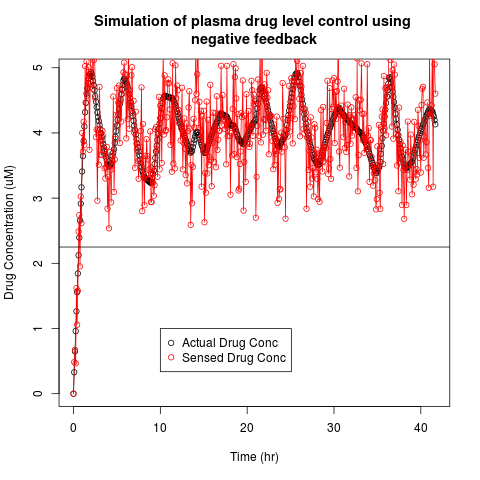 Simulation of plasma drug level control using
negative feedback
Drug Concentration (uM)
5
4
3
2
1
0
Actual Drug Conc
Sensed Drug Conc
0 10 20 30 40
Time (hr)